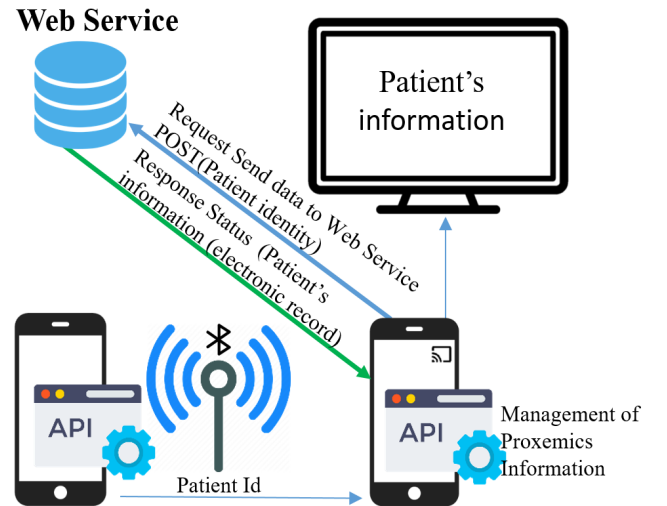 Web Service
Patient's
information
Request Send data to Web Service
POST(Patient identity)
Response Status (Patient's
information (electronic record)
API
API
Management of
Proxemics
Information
Patient Id